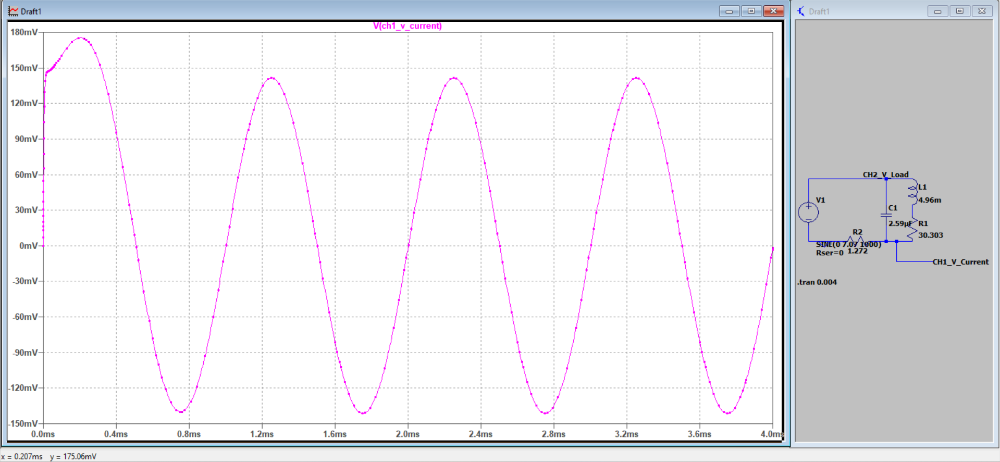 Draft1
V(ch1_v_current)
180mV
150mV
120mV
90mV
60mV
30mV
0mV
-30mV
-60mV
-90mV
-120mV
-150mV
0.0ms 0.4ms 0.8ms 1.2ms 1.6ms 2.0ms 2.4ms 2.8ms 3.2ms 3.6ms 4.0ms
x = 0.207ms y = 175.06mV
Draft1
CH2_V_Load
L1
4.96m
V1
C1
2.59µF
R1
30.303
R2
SINE(0 7.07 1000)
Rser=0 1.272
CH1_V_Current
.tran 0.004